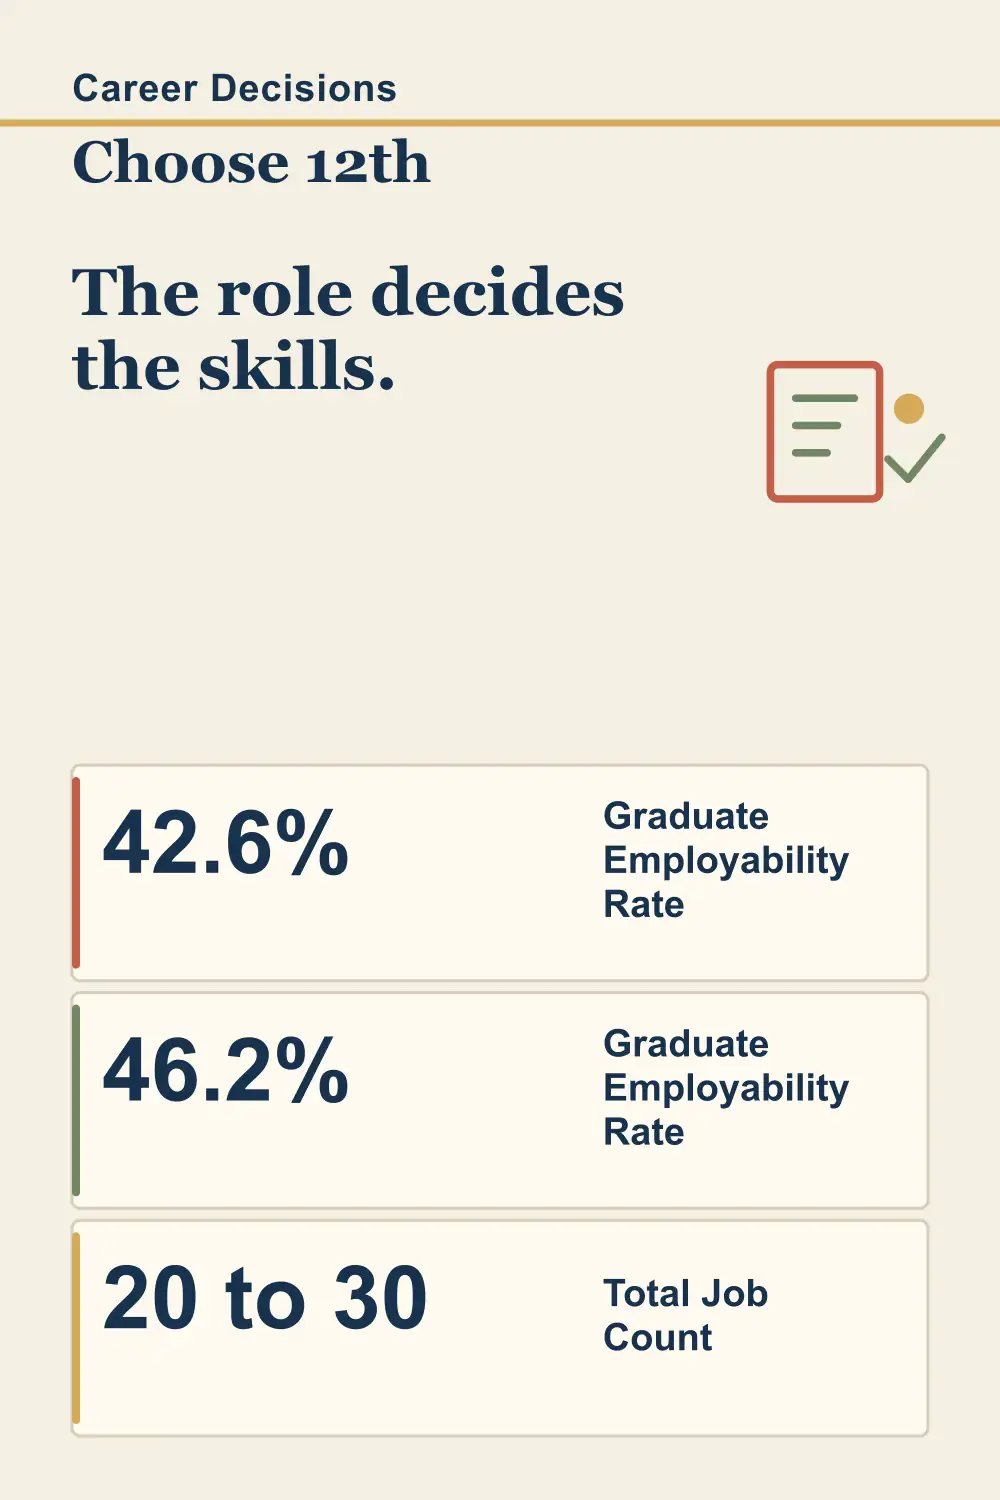 Career Decisions
Choose 12th
The role decides
the skills.
42.6%
Graduate
Employability
Rate
46.2%
Graduate
Employability
Rate
20 to 30
Total Job
Count